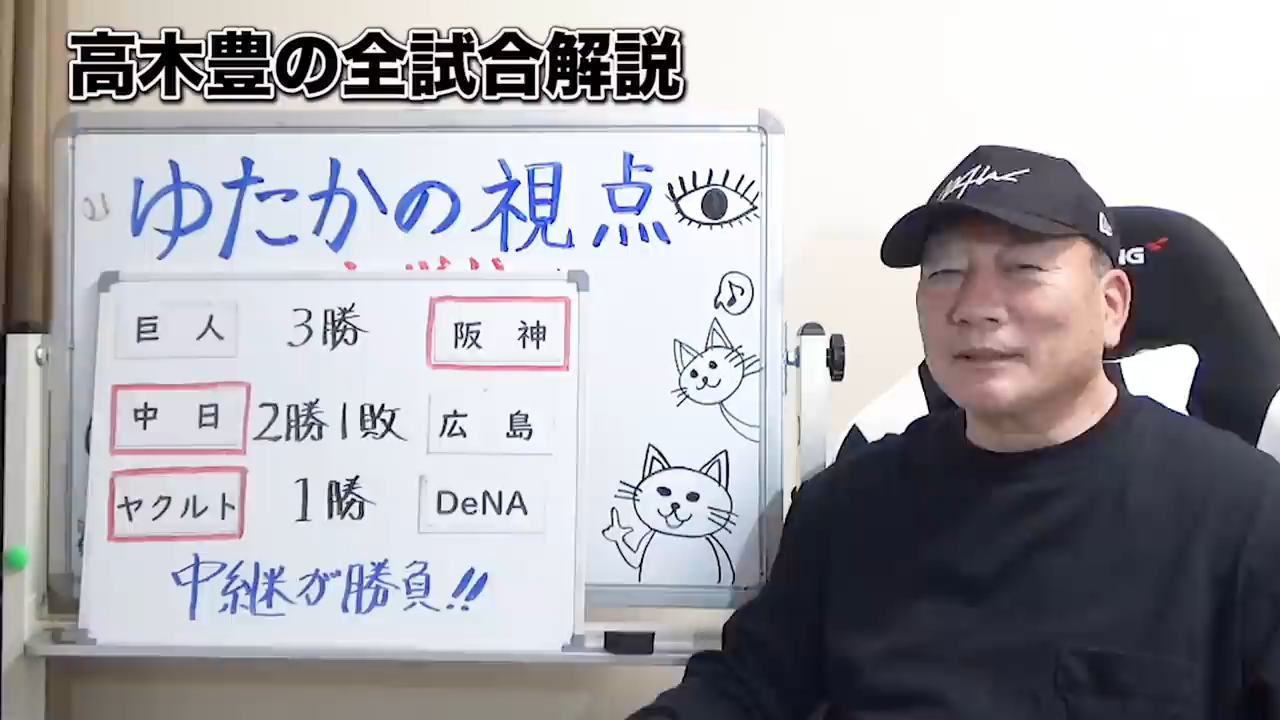 高木豊の全試合解説
ゆたかの視点
巨人 3勝 阪神
中日 2勝1敗 広島
ヤクルト 1勝 DeNA
中継が勝負!!
NG